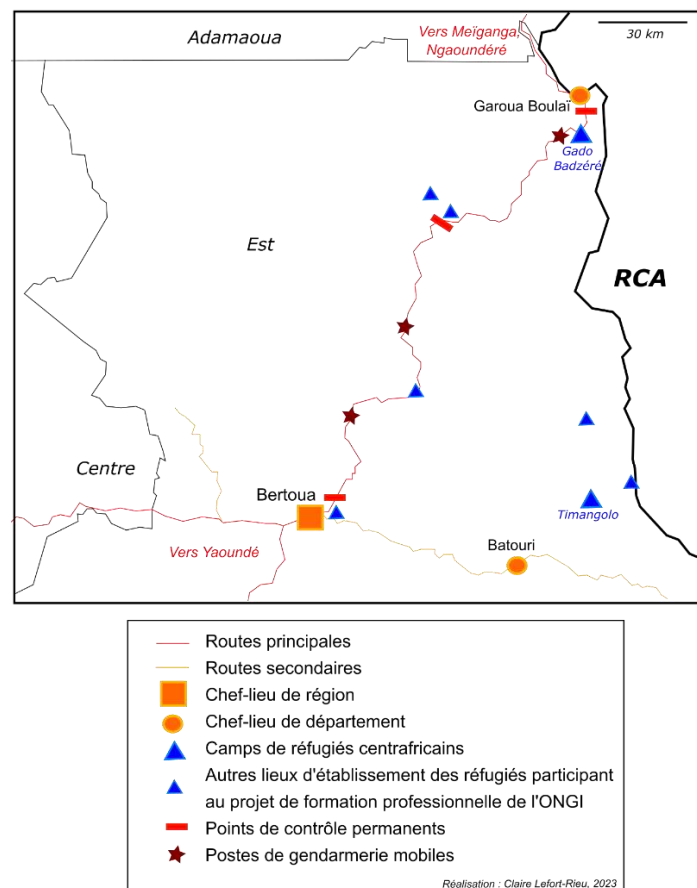 Adamaoua
Vers Meïganga,
Ngaoundéré
30 km
Garoua Boulaï
Gado
Badzéré
Est
RCA
Centre
Bertoua
Timangolo
Vers Yaoundé
Batouri
Routes principales
Routes secondaires
Chef-lieu de région
Chef-lieu de département
Camps de réfugiés centrafricains
Autres lieux d'établissement des réfugiés participant
au projet de formation professionnelle de l'ONGI
Points de contrôle permanents
Postes de gendarmerie mobiles
Réalisation : Claire Lefort-Rieu, 2023